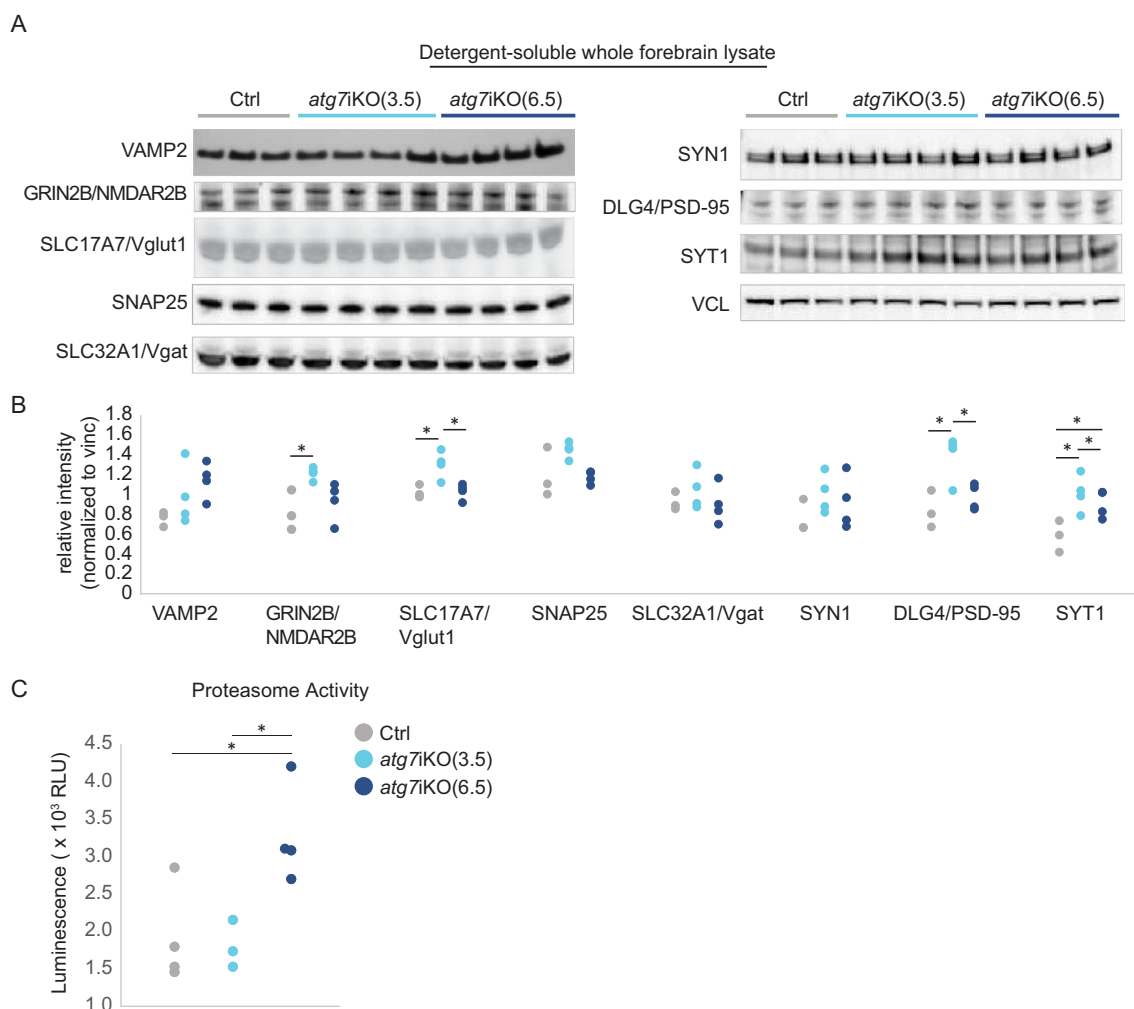 A
Detergent-soluble whole forebrain lysate
Ctrl
atg7iKO(3.5)
atg7iKO(6.5)
VAMP2
GRIN2B/NMDAR2B
SLC17A7/Vglut1
SNAP25
SLC32A1/Vgat
Ctrl
atg7iKO(3.5)
atg7iKO(6.5)
SYN1
DLG4/PSD-95
SYT1
VCL
B
relative intensity
(normalized to vinc)
1.8
1.6
1.4
1.2
1
0.8
0.6
0.4
0.2
0
*
*
*
*
*
*
*
*
VAMP2
GRIN2B/
NMDAR2B
SLC17A7/
Vglut1
SNAP25
SLC32A1/Vgat
SYN1
DLG4/PSD-95
SYT1
C
Proteasome Activity
Luminescence ( x 10³ RLU)
4.5
4.0
3.5
3.0
2.5
2.0
1.5
1.0
*
*
Ctrl
atg7iKO(3.5)
atg7iKO(6.5)